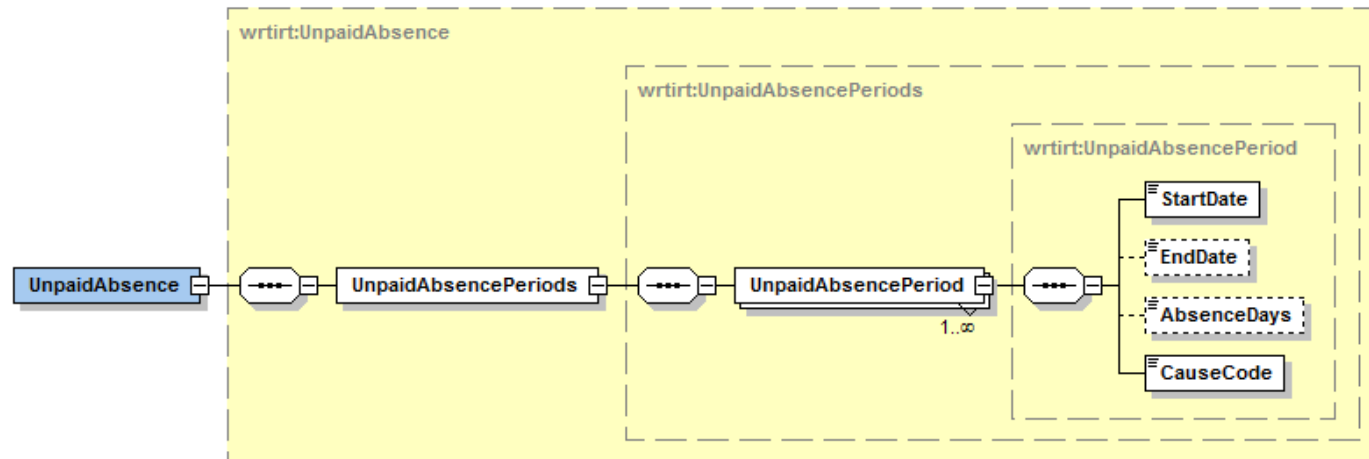 wrtirt:UnpaidAbsence
wrtirt:UnpaidAbsencePeriods
wrtirt:UnpaidAbsencePeriod
StartDate
EndDate
UnpaidAbsence
UnpaidAbsencePeriods
UnpaidAbsencePeriod
1..∞
AbsenceDays
CauseCode